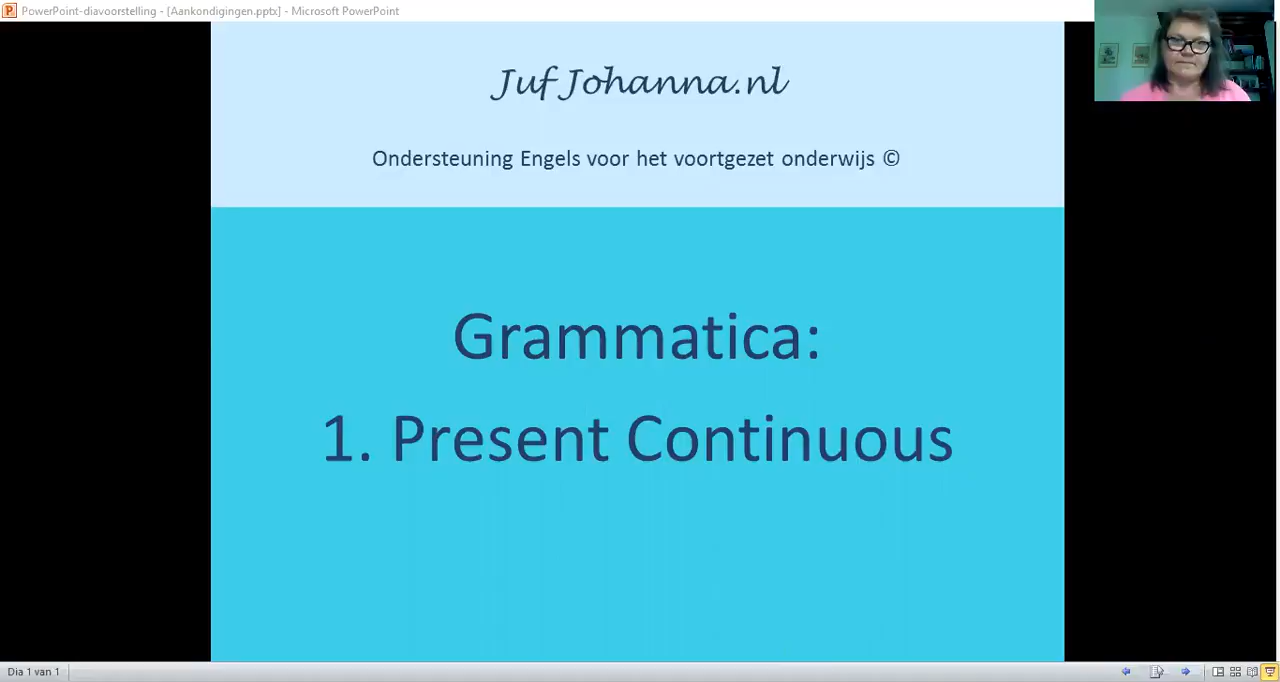 PowerPoint-diavoorstelling - [Aankondigingen.pptx] - Microsoft PowerPoint
Juf Johanna.nl
Ondersteuning Engels voor het voortgezet onderwijs ©
Grammatica:
1. Present Continuous
Dia 1 van 1